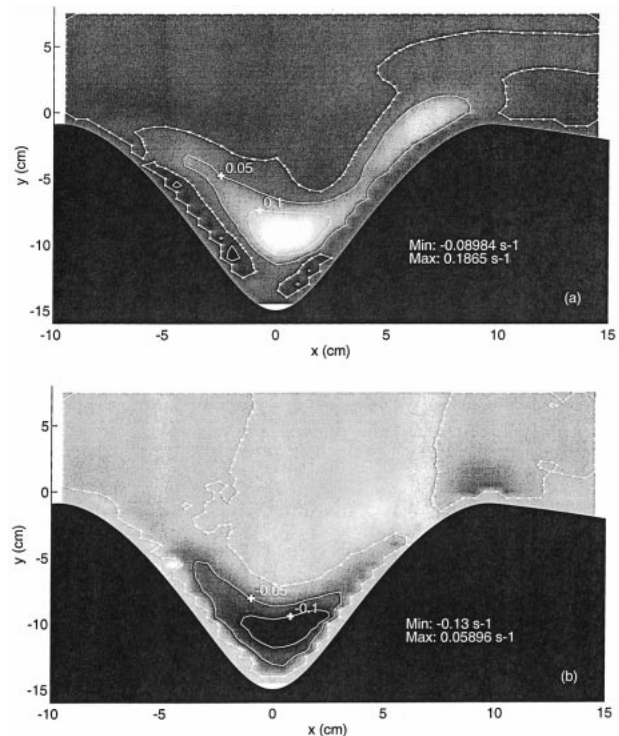 5
0
y (cm)
-5
-10
-15
0.05
0.1
Min: -0.08984 s-1
Max: 0.1865 s-1
(a)
-10 -5 0 5 10 15
x (cm)
5
0
y (cm)
-5
-10
-15
-0.05
-0.1
Min: -0.13 s-1
Max: 0.05896 s-1
(b)
-10 -5 0 5 10 15
x (cm)